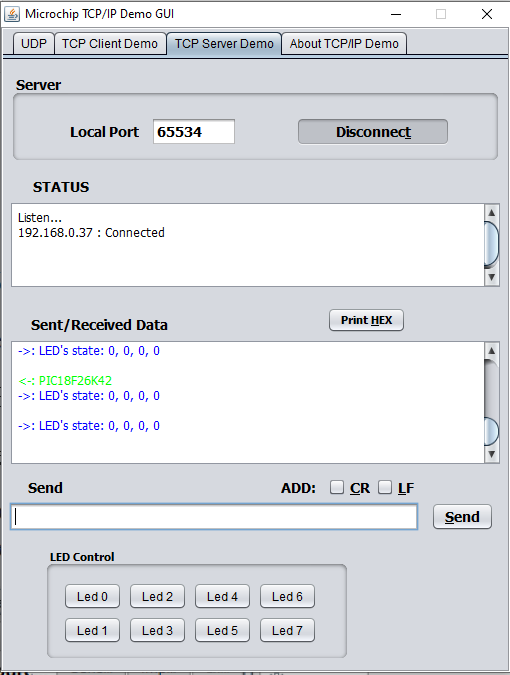 Microchip TCP/IP Demo GUI
UDP TCP Client Demo TCP Server Demo About TCP/IP Demo
Server
Local Port 65534 Disconnect
STATUS
Listen...
192.168.0.37 : Connected
Print HEX
Sent/Received Data
->: LED's state: 0, 0, 0, 0
<-: PIC18F26K42
->: LED's state: 0, 0, 0, 0
->: LED's state: 0, 0, 0, 0
Send ADD: CR LF
Send
LED Control
Led 0 Led 2 Led 4 Led 6
Led 1 Led 3 Led 5 Led 7